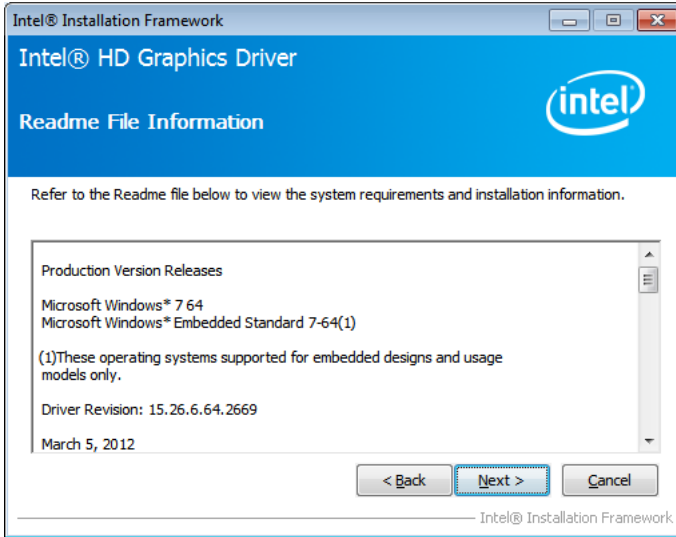 Intel® Installation Framework
Intel® HD Graphics Driver
intel
Readme File Information
Refer to the Readme file below to view the system requirements and installation information.
Production Version Releases
Microsoft Windows* 7 64
Microsoft Windows* Embedded Standard 7-64(1)
(1)These operating systems supported for embedded designs and usage
models only.
Driver Revision: 15.26.6.64.2669
March 5, 2012
< Back
Next >
Cancel
Intel® Installation Framework